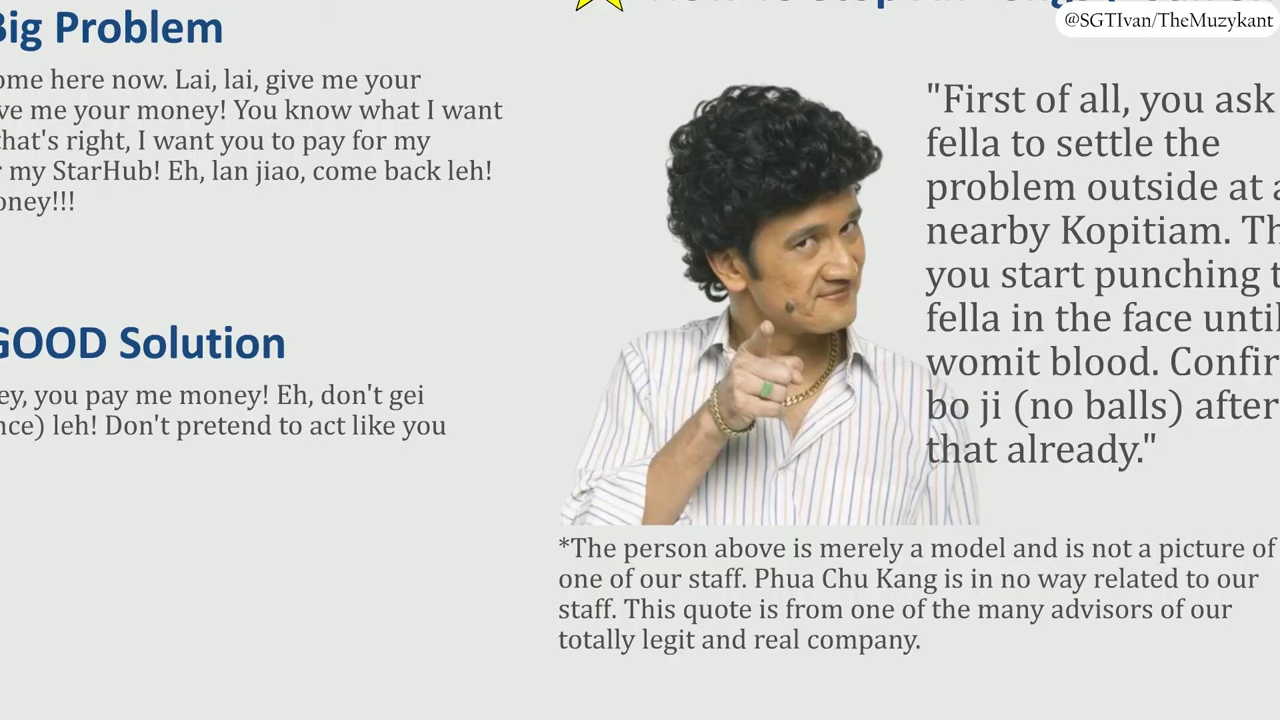 @SGTIvan/TheMuzykant
Big Problem
ome here now. Lai, lai, give me your
ve me your money! You know what I want
that's right, I want you to pay for my
r my StarHub! Eh, lan jiao, come back leh!
oney!!!
GOOD Solution
ey, you pay me money! Eh, don't gei
nce) leh! Don't pretend to act like you
"First of all, you ask
fella to settle the
problem outside at a
nearby Kopitiam. Th
you start punching t
fella in the face until
womit blood. Confir
bo ji (no balls) after
that already."
*The person above is merely a model and is not a picture of
one of our staff. Phua Chu Kang is in no way related to our
staff. This quote is from one of the many advisors of our
totally legit and real company.